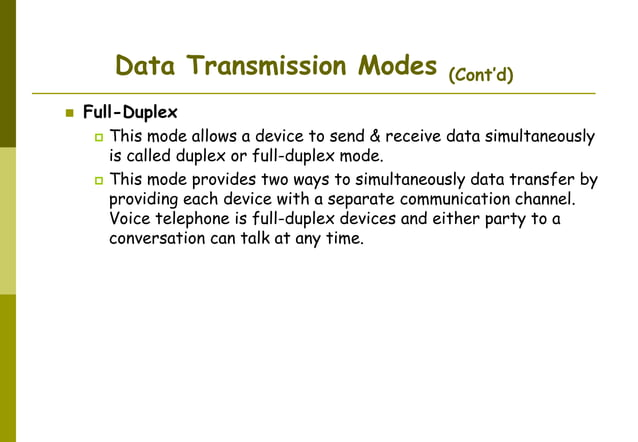 Data Transmission Modes (Cont’d)
Full-Duplex
This mode allows a device to send & receive data simultaneously
is called duplex or full-duplex mode.
This mode provides two ways to simultaneously data transfer by
providing each device with a separate communication channel.
Voice telephone is full-duplex devices and either party to a
conversation can talk at any time.